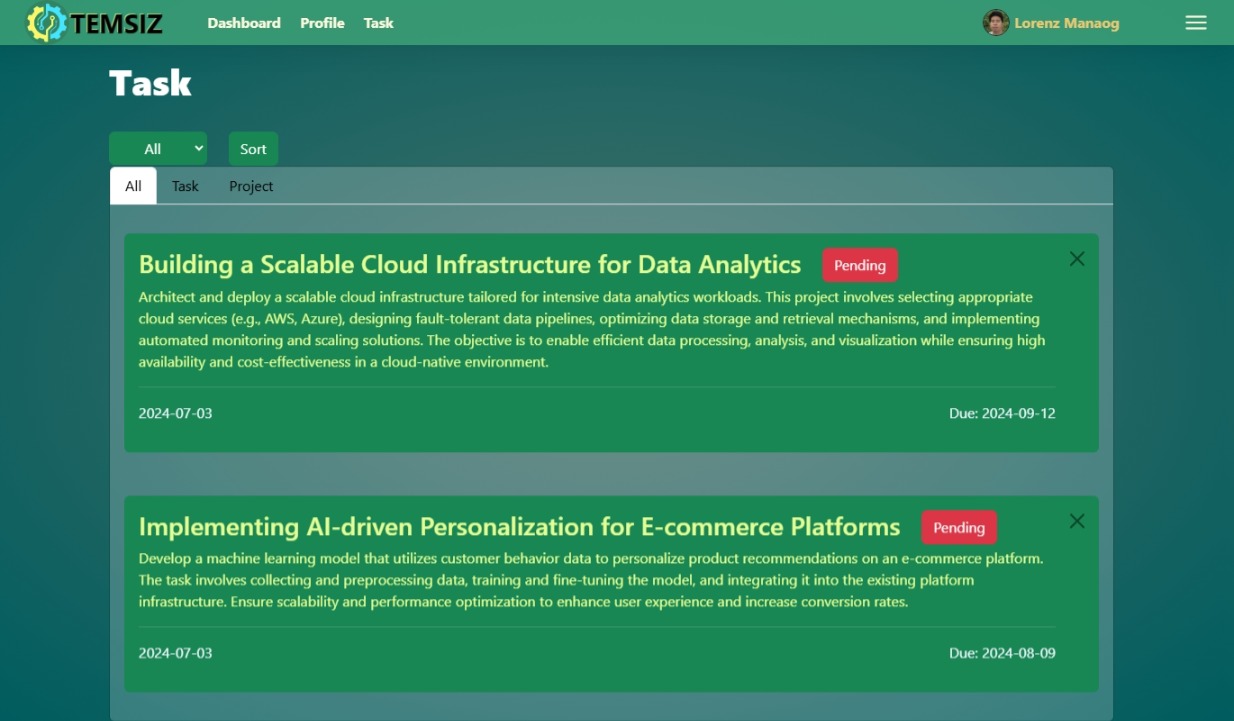 TEMSIZ Dashboard Profile Task Lorenz Manaog
Task
All Sort
All Task Project
Building a Scalable Cloud Infrastructure for Data Analytics Pending
Architect and deploy a scalable cloud infrastructure tailored for intensive data analytics workloads. This project involves selecting appropriate
cloud services (e.g., AWS, Azure), designing fault-tolerant data pipelines, optimizing data storage and retrieval mechanisms, and implementing
automated monitoring and scaling solutions. The objective is to enable efficient data processing, analysis, and visualization while ensuring high
availability and cost-effectiveness in a cloud-native environment.
2024-07-03 Due: 2024-09-12
Implementing AI-driven Personalization for E-commerce Platforms Pending
Develop a machine learning model that utilizes customer behavior data to personalize product recommendations on an e-commerce platform.
The task involves collecting and preprocessing data, training and fine-tuning the model, and integrating it into the existing platform
infrastructure. Ensure scalability and performance optimization to enhance user experience and increase conversion rates.
2024-07-03 Due: 2024-08-09